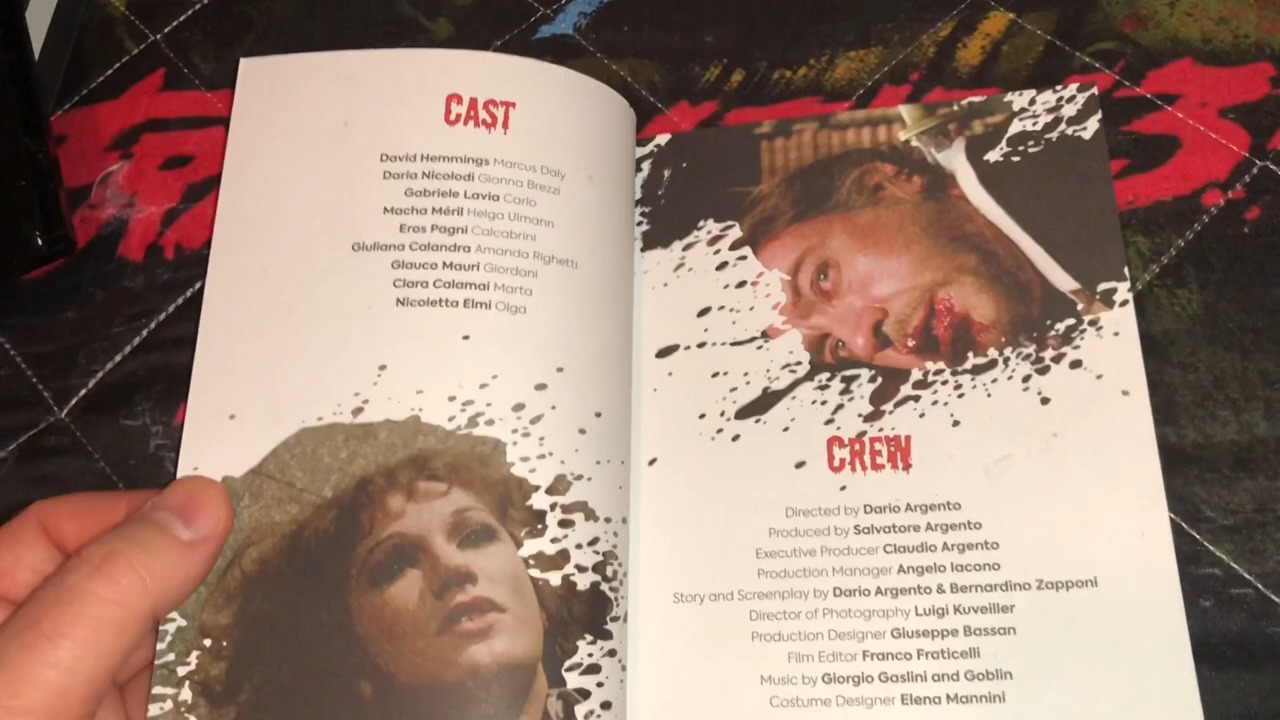 CAST
David Hemmings Marcus Daly
Daria Nicolodi Gianna Brezzi
Gabriele Lavia Carlo
Macha Méril Helga Ulmann
Eros Pagni Calcabrini
Giuliana Calandra Amanda Righetti
Glauco Mauri Giordani
Clara Calamai Marta
Nicoletta Elmi Olga
CREW
Directed by Dario Argento
Produced by Salvatore Argento
Executive Producer Claudio Argento
Production Manager Angelo Iacono
Story and Screenplay by Dario Argento & Bernardino Zapponi
Director of Photography Luigi Kuveiller
Production Designer Giuseppe Bassan
Film Editor Franco Fraticelli
Music by Giorgio Gaslini and Goblin
Costume Designer Elena Mannini